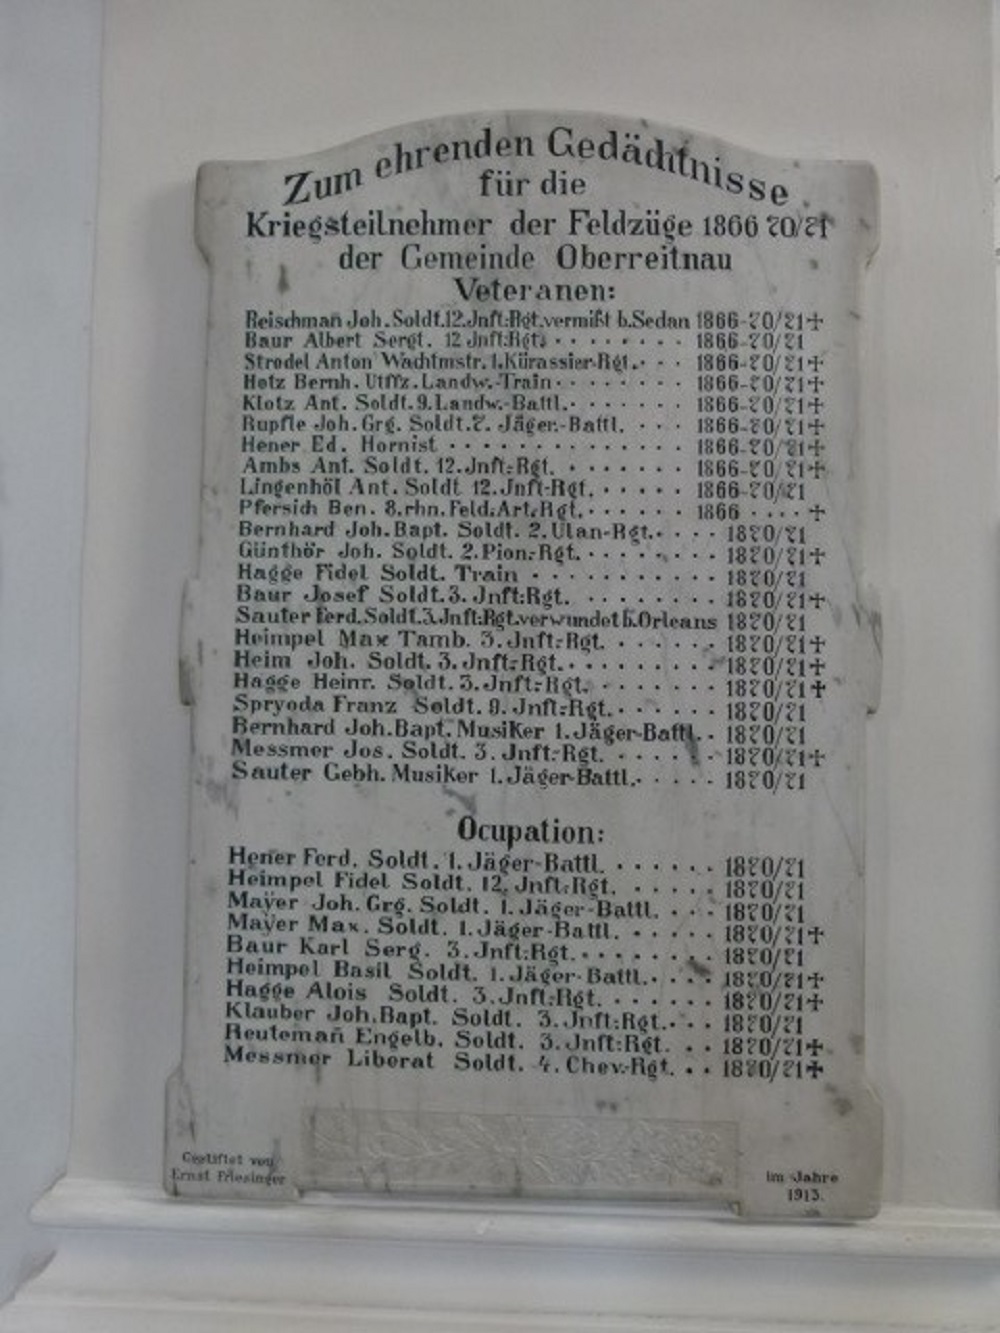 Zum ehrenden Gedächtnisse
für die
Kriegsteilnehmer der Feldzüge 1866 70/71
der Gemeinde Oberreitnau
Veteranen:
Reischman̄ Joh. Soldt.12.Jnft:Rgt.vermißt b.Sedan 1866-70/71 +
Baur Albert Sergt. 12 Jnft:Rgt. 1866-70/71
Strodel Anton Wachtmstr. 1.Kürassier-Rgt. 1866-70/71 +
Hotz Bernh. Utffz. Landw.-Train 1866-70/71 +
Klotz Ant. Soldt. 9. Landw.-Battl. 1866-70/71 +
Rupfle Joh. Grg. Soldt. 7. Jäger.-Battl. 1866-70/71 +
Hener Ed. Hornist 1866-70/71 +
Ambs Ant. Soldt. 12. Jnft:-Rgt. 1866-70/71 +
Lingenhöl Ant. Soldt 12. Jnft-Rgt. 1866-70/71
Pfersich Ben. 8.rhn. Feld.Art.Rgt. 1866 . . . . +
Bernhard Joh. Bapt. Soldt. 2. Ulan-Rgt. 1870/71
Günthör Joh. Soldt. 2. Pion:-Rgt. 1870/71 +
Hagge Fidel Soldt. Train 1870/71
Baur Josef Soldt. 3. Jnft:Rgt. 1870/71 +
Sauter Ferd. Soldt. 3. Jnft:Rgt. verwundet b. Orleans 1870/71
Heimpel Max Tamb. 3. Jnft:-Rgt. 1870/71 +
Heim Joh. Soldt. 3. Jnft:-Rgt. 1870/71 +
Hagge Heinr. Soldt. 3. Jnft:-Rgt. 1870/71 +
Spryoda Franz Soldt. 9. Jnft:-Rgt. 1870/71
Bernhard Joh. Bapt. Musiker 1. Jäger-Battl. 1870/71
Messmer Jos. Soldt. 3. Jnft:-Rgt. 1870/71 +
Sauter Gebh. Musiker 1. Jäger-Battl. 1870/71
Ocupation:
Hener Ferd. Soldt. 1. Jäger-Battl. 1870/71
Heimpel Fidel Soldt. 12. Jnft:Rgt. 1870/71
Mayer Joh. Grg. Soldt. 1. Jäger-Battl. 1870/71
Mayer Max. Soldt. 1. Jäger-Battl. 1870/71 +
Baur Karl Serg. 3. Jnft:Rgt. 1870/71
Heimpel Basil Soldt. 1. Jäger-Battl. 1870/71 +
Hagge Alois Soldt. 3. Jnft:Rgt. 1870/71 +
Klauber Joh. Bapt. Soldt. 3. Jnft:Rgt. 1870/71
Reuteman̄ Engelb. Soldt. 3. Jnft:Rgt. 1870/71 +
Messmer Liberat Soldt. 4. Chev.-Rgt. 1870/71 +
Gestiftet von
Ernst Friesinger
im Jahre
1913.